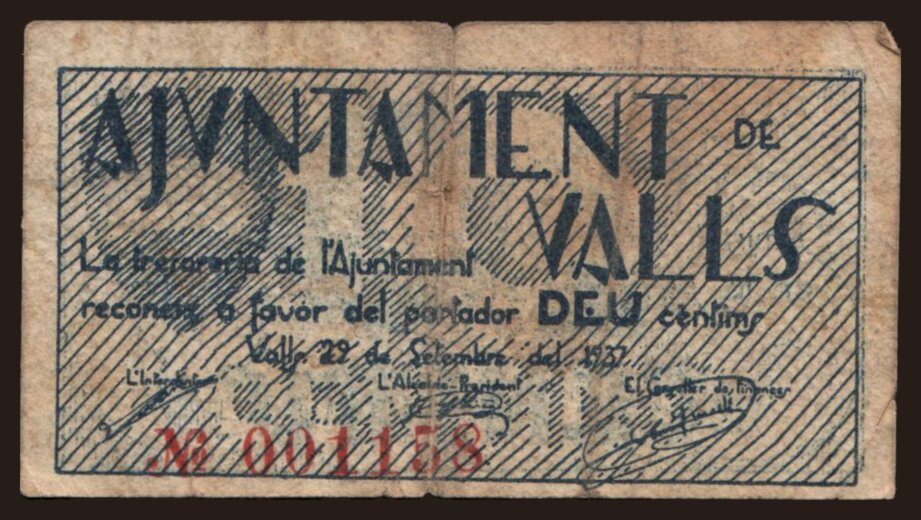 AJVNTAMENT DE
VALLS
La tresoreria de l'Ajuntament
reconeix a favor del portador DEU cèntims
Valls 29 de Setembre del 1937
L'Interventor L'Alcalde-President El Conseller de Finances
№ 001158